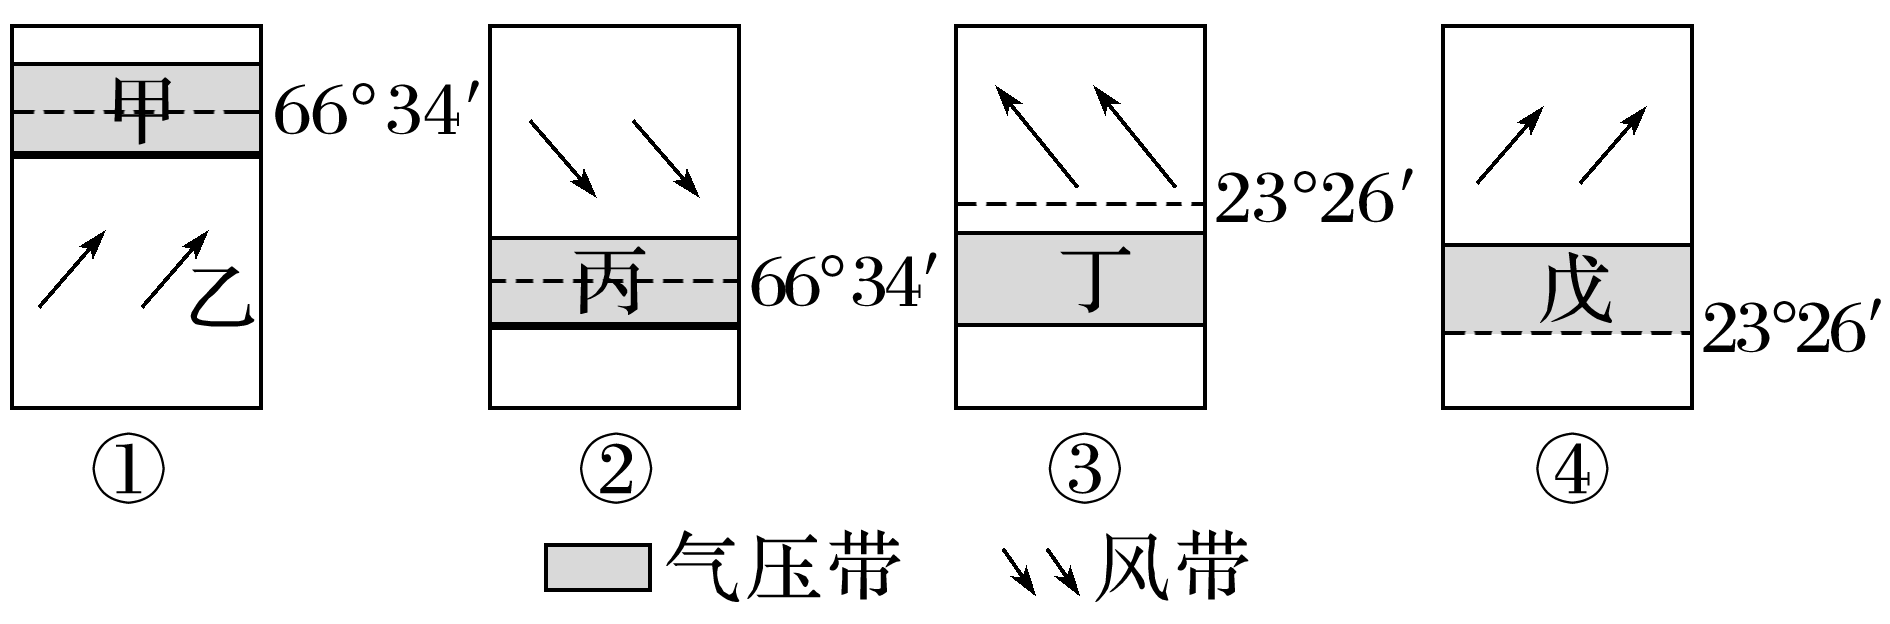 甲 66°34′
乙
丙 66°34′
丁 23°26′
戊 23°26′
① ② ③ ④
气压带 风带